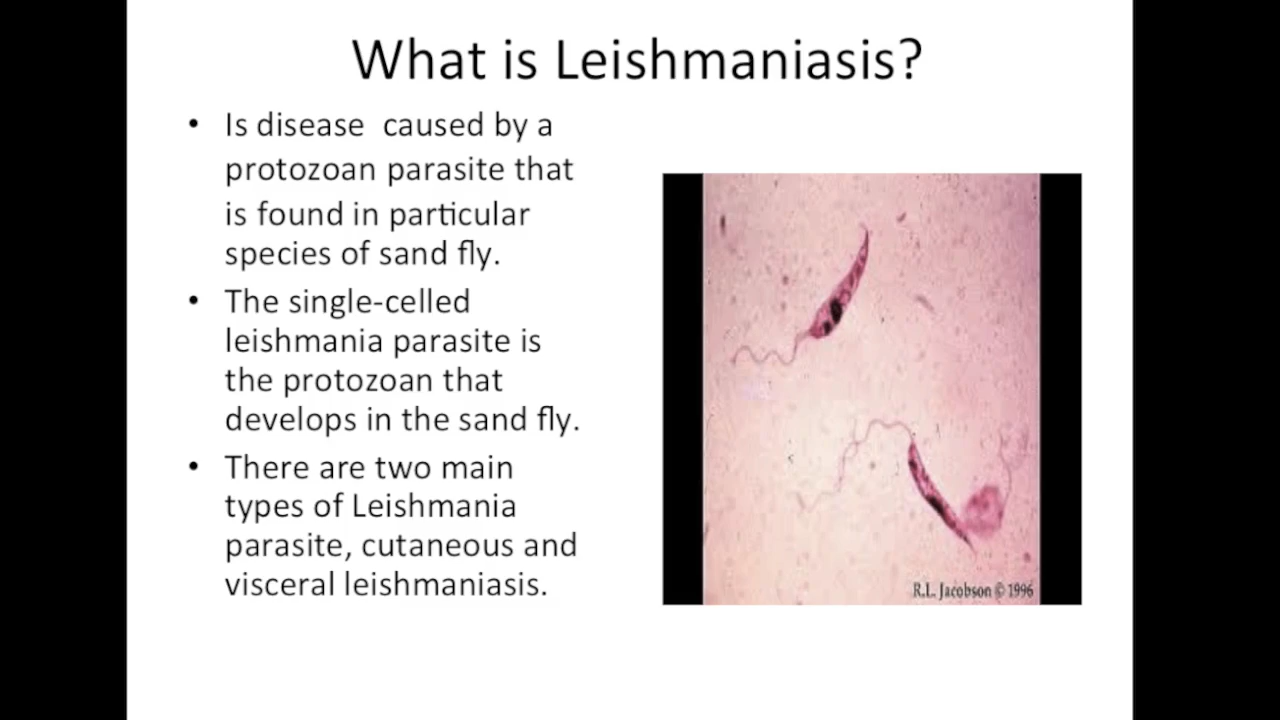 What is Leishmaniasis?
• Is disease  caused by a
protozoan parasite that
is found in particular
species of sand fly.
• The single-celled
leishmania parasite is
the protozoan that
develops in the sand fly.
• There are two main
types of Leishmania
parasite, cutaneous and
visceral leishmaniasis.
R.L. Jacobson © 1996